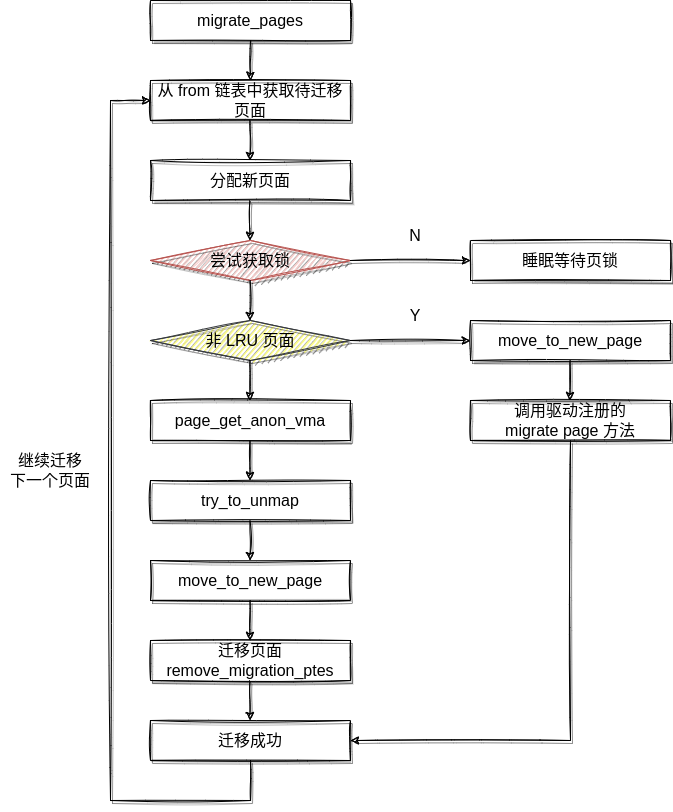 migrate_pages
从 from 链表中获取待迁移
页面
分配新页面
尝试获取锁
N
睡眠等待页锁
非 LRU 页面
Y
move_to_new_page
page_get_anon_vma
调用驱动注册的
migrate page 方法
继续迁移
下一个页面
try_to_unmap
move_to_new_page
迁移页面
remove_migration_ptes
迁移成功